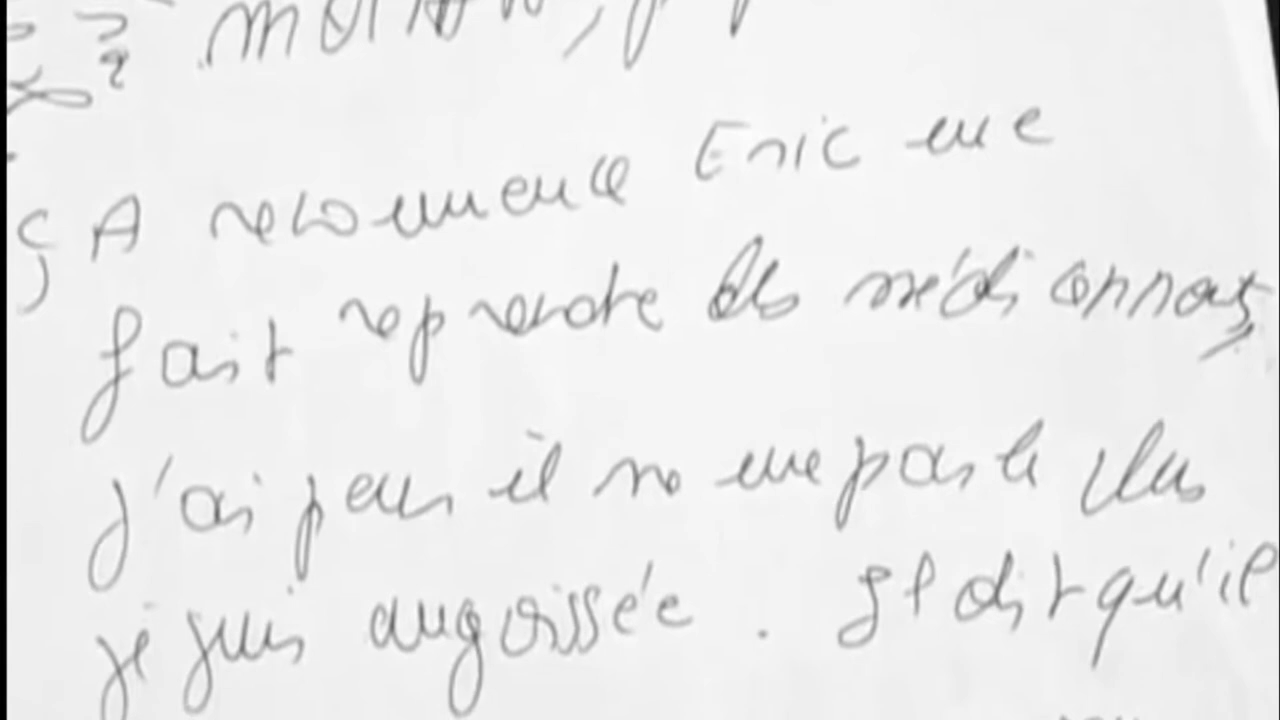 çA recommence Eric me
fait reprendre des médicaments
j'ai peur il ne me parle plus
je suis angoissée. Il dit qu'il